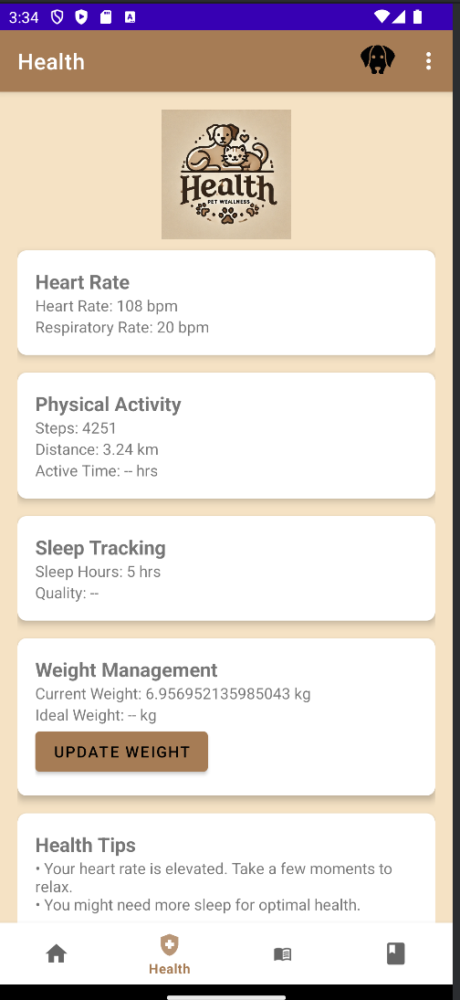 3:34
Health
Health
PET WEALLNESS
Heart Rate
Heart Rate: 108 bpm
Respiratory Rate: 20 bpm
Physical Activity
Steps: 4251
Distance: 3.24 km
Active Time: -- hrs
Sleep Tracking
Sleep Hours: 5 hrs
Quality: --
Weight Management
Current Weight: 6.956952135985043 kg
Ideal Weight: -- kg
UPDATE WEIGHT
Health Tips
• Your heart rate is elevated. Take a few moments to
relax.
• You might need more sleep for optimal health.
Health